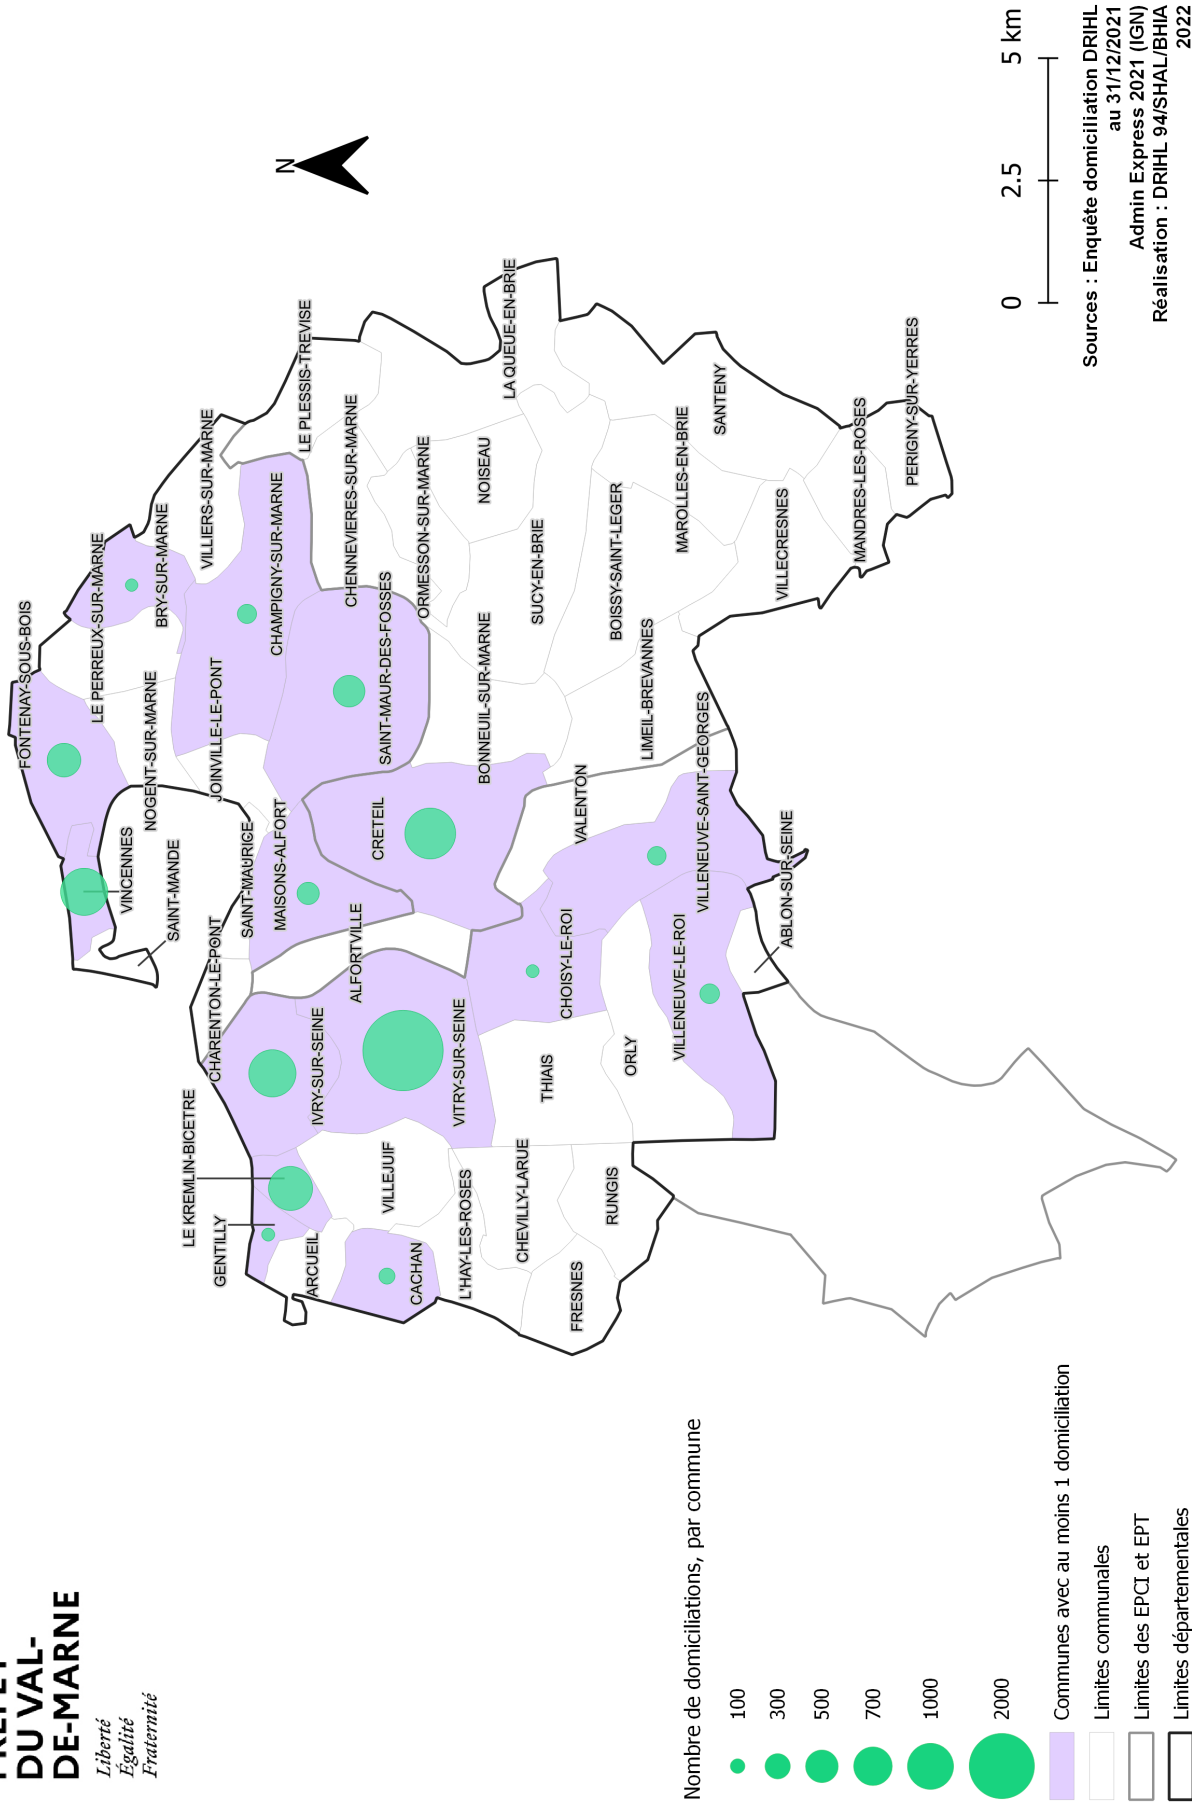 DU VAL-
DE-MARNE
Liberté
Égalité
Fraternité
Nombre de domiciliations, par commune
100
300
500
700
1000
2000
Communes avec au moins 1 domiciliation
Limites communales
Limites des EPCI et EPT
Limites départementales
FONTENAY-SOUS-BOIS
LE PERREUX-SUR-MARNE
BRY-SUR-MARNE
NOGENT-SUR-MARNE
VINCENNES
SAINT-MANDE
VILLIERS-SUR-MARNE
JOINVILLE-LE-PONT
CHAMPIGNY-SUR-MARNE
LE PLESSIS-TREVISE
SAINT-MAURICE
CHARENTON-LE-PONT
MAISONS-ALFORT
LE KREMLIN-BICETRE
GENTILLY
ARCUEIL
IVRY-SUR-SEINE
ALFORTVILLE
CRETEIL
SAINT-MAUR-DES-FOSSES
CHENNEVIERES-SUR-MARNE
ORMESSON-SUR-MARNE
NOISEAU
LA QUEUE-EN-BRIE
VILLEJUIF
CACHAN
VITRY-SUR-SEINE
L'HAY-LES-ROSES
BONNEUIL-SUR-MARNE
SUCY-EN-BRIE
CHEVILLY-LARUE
THIAIS
CHOISY-LE-ROI
VALENTON
BOISSY-SAINT-LEGER
LIMEIL-BREVANNES
FRESNES
RUNGIS
ORLY
VILLENEUVE-LE-ROI
VILLENEUVE-SAINT-GEORGES
ABLON-SUR-SEINE
MAROLLES-EN-BRIE
SANTENY
VILLECRESNES
MANDRES-LES-ROSES
PERIGNY-SUR-YERRES
N
0 2.5 5 km
Sources : Enquête domiciliation DRIHL
au 31/12/2021
Admin Express 2021 (IGN)
Réalisation : DRIHL 94/SHAL/BHIA
2022